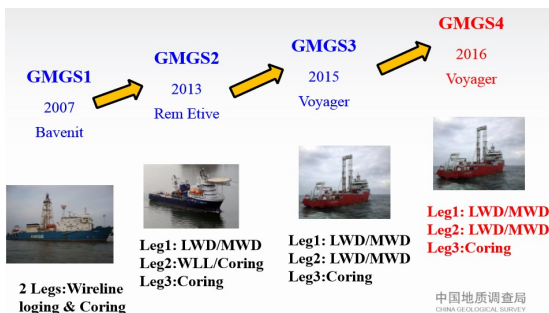 GMGS1
2007
Bavenit
2 Legs:Wireline
loging & Coring
GMGS2
2013
Rem Etive
Leg1: LWD/MWD
Leg2:WLL/Coring
Leg3:Coring
GMGS3
2015
Voyager
Leg1: LWD/MWD
Leg2: LWD/MWD
Leg3:Coring
GMGS4
2016
Voyager
Leg1: LWD/MWD
Leg2: LWD/MWD
Leg3:Coring
中国地质调查局
CHINA GEOLOGICAL SURVEY